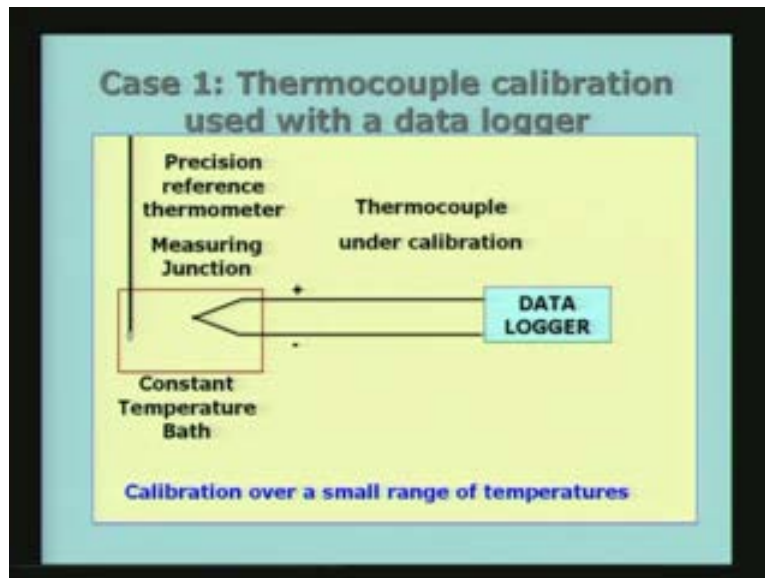 Case 1: Thermocouple calibration
used with a data logger
Precision
reference
thermometer
Measuring
Junction
Thermocouple
under calibration
+
-
DATA
LOGGER
Constant
Temperature
Bath
Calibration over a small range of temperatures